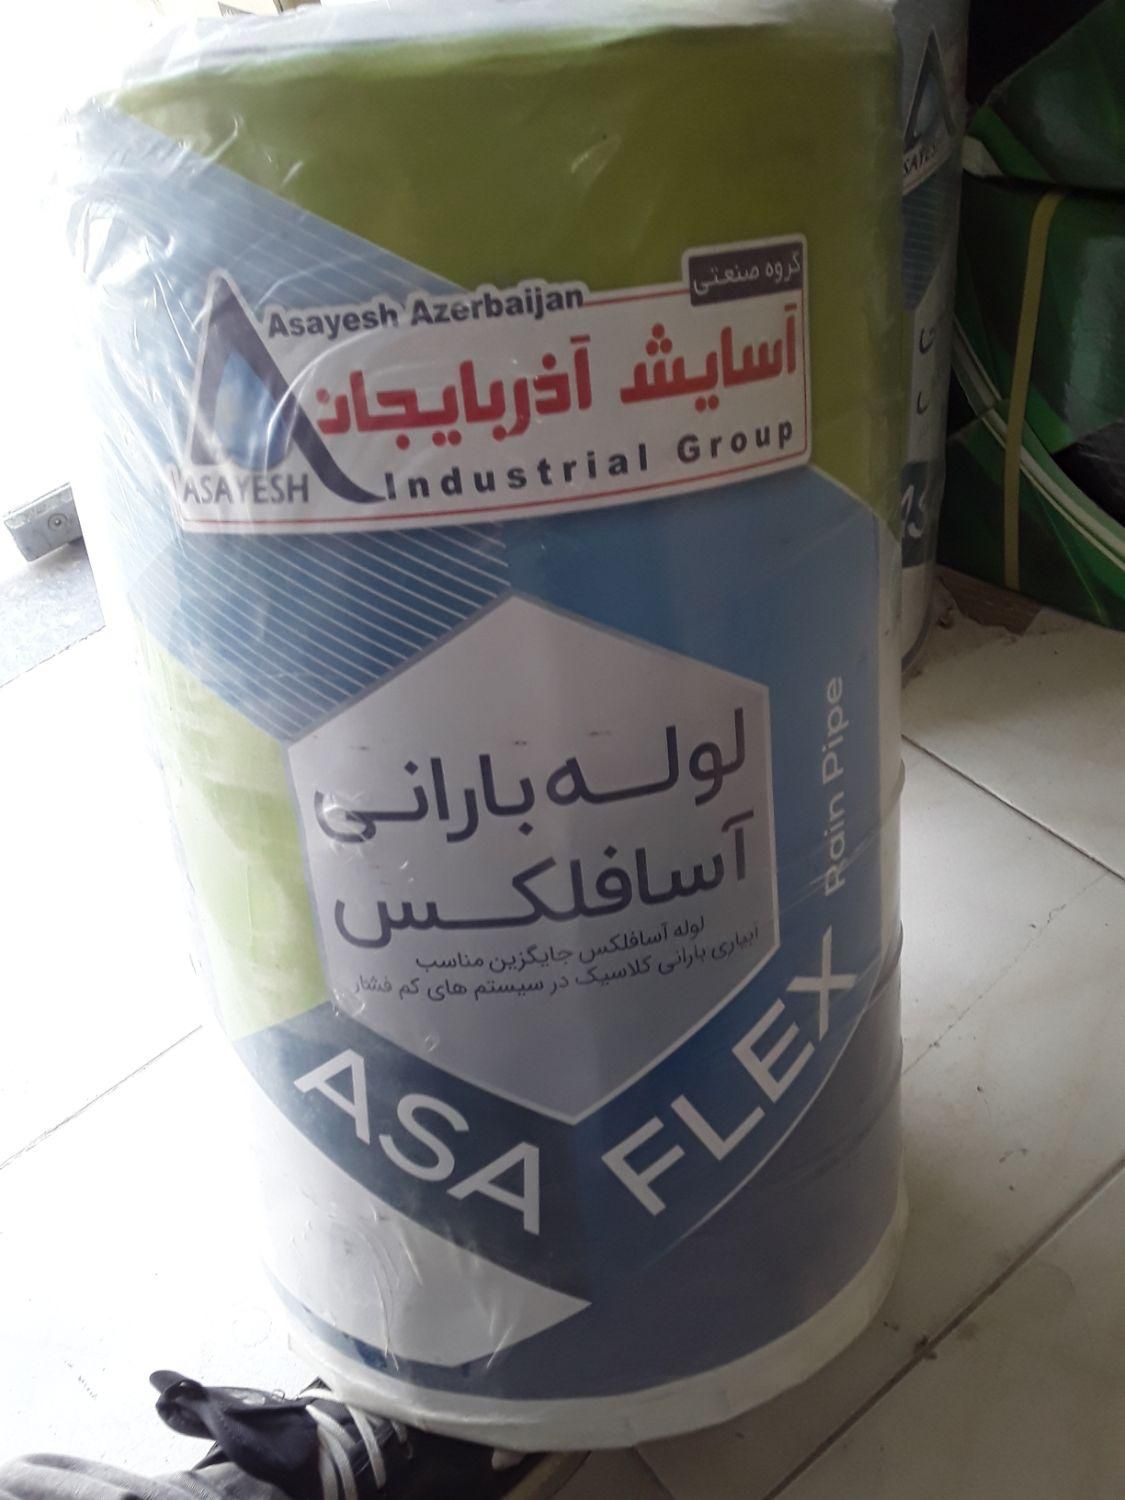 گروه صنعتی
Asayesh Azerbaijan
آسایش آذربایجان
Industrial Group
ASAYESH
لوله بارانی
آسافلکس
لوله آسافلکس جایگزین مناسب
آبیاری بارانی کلاسیک در سیستم های کم فشار
ASA FLEX
Rain Pipe